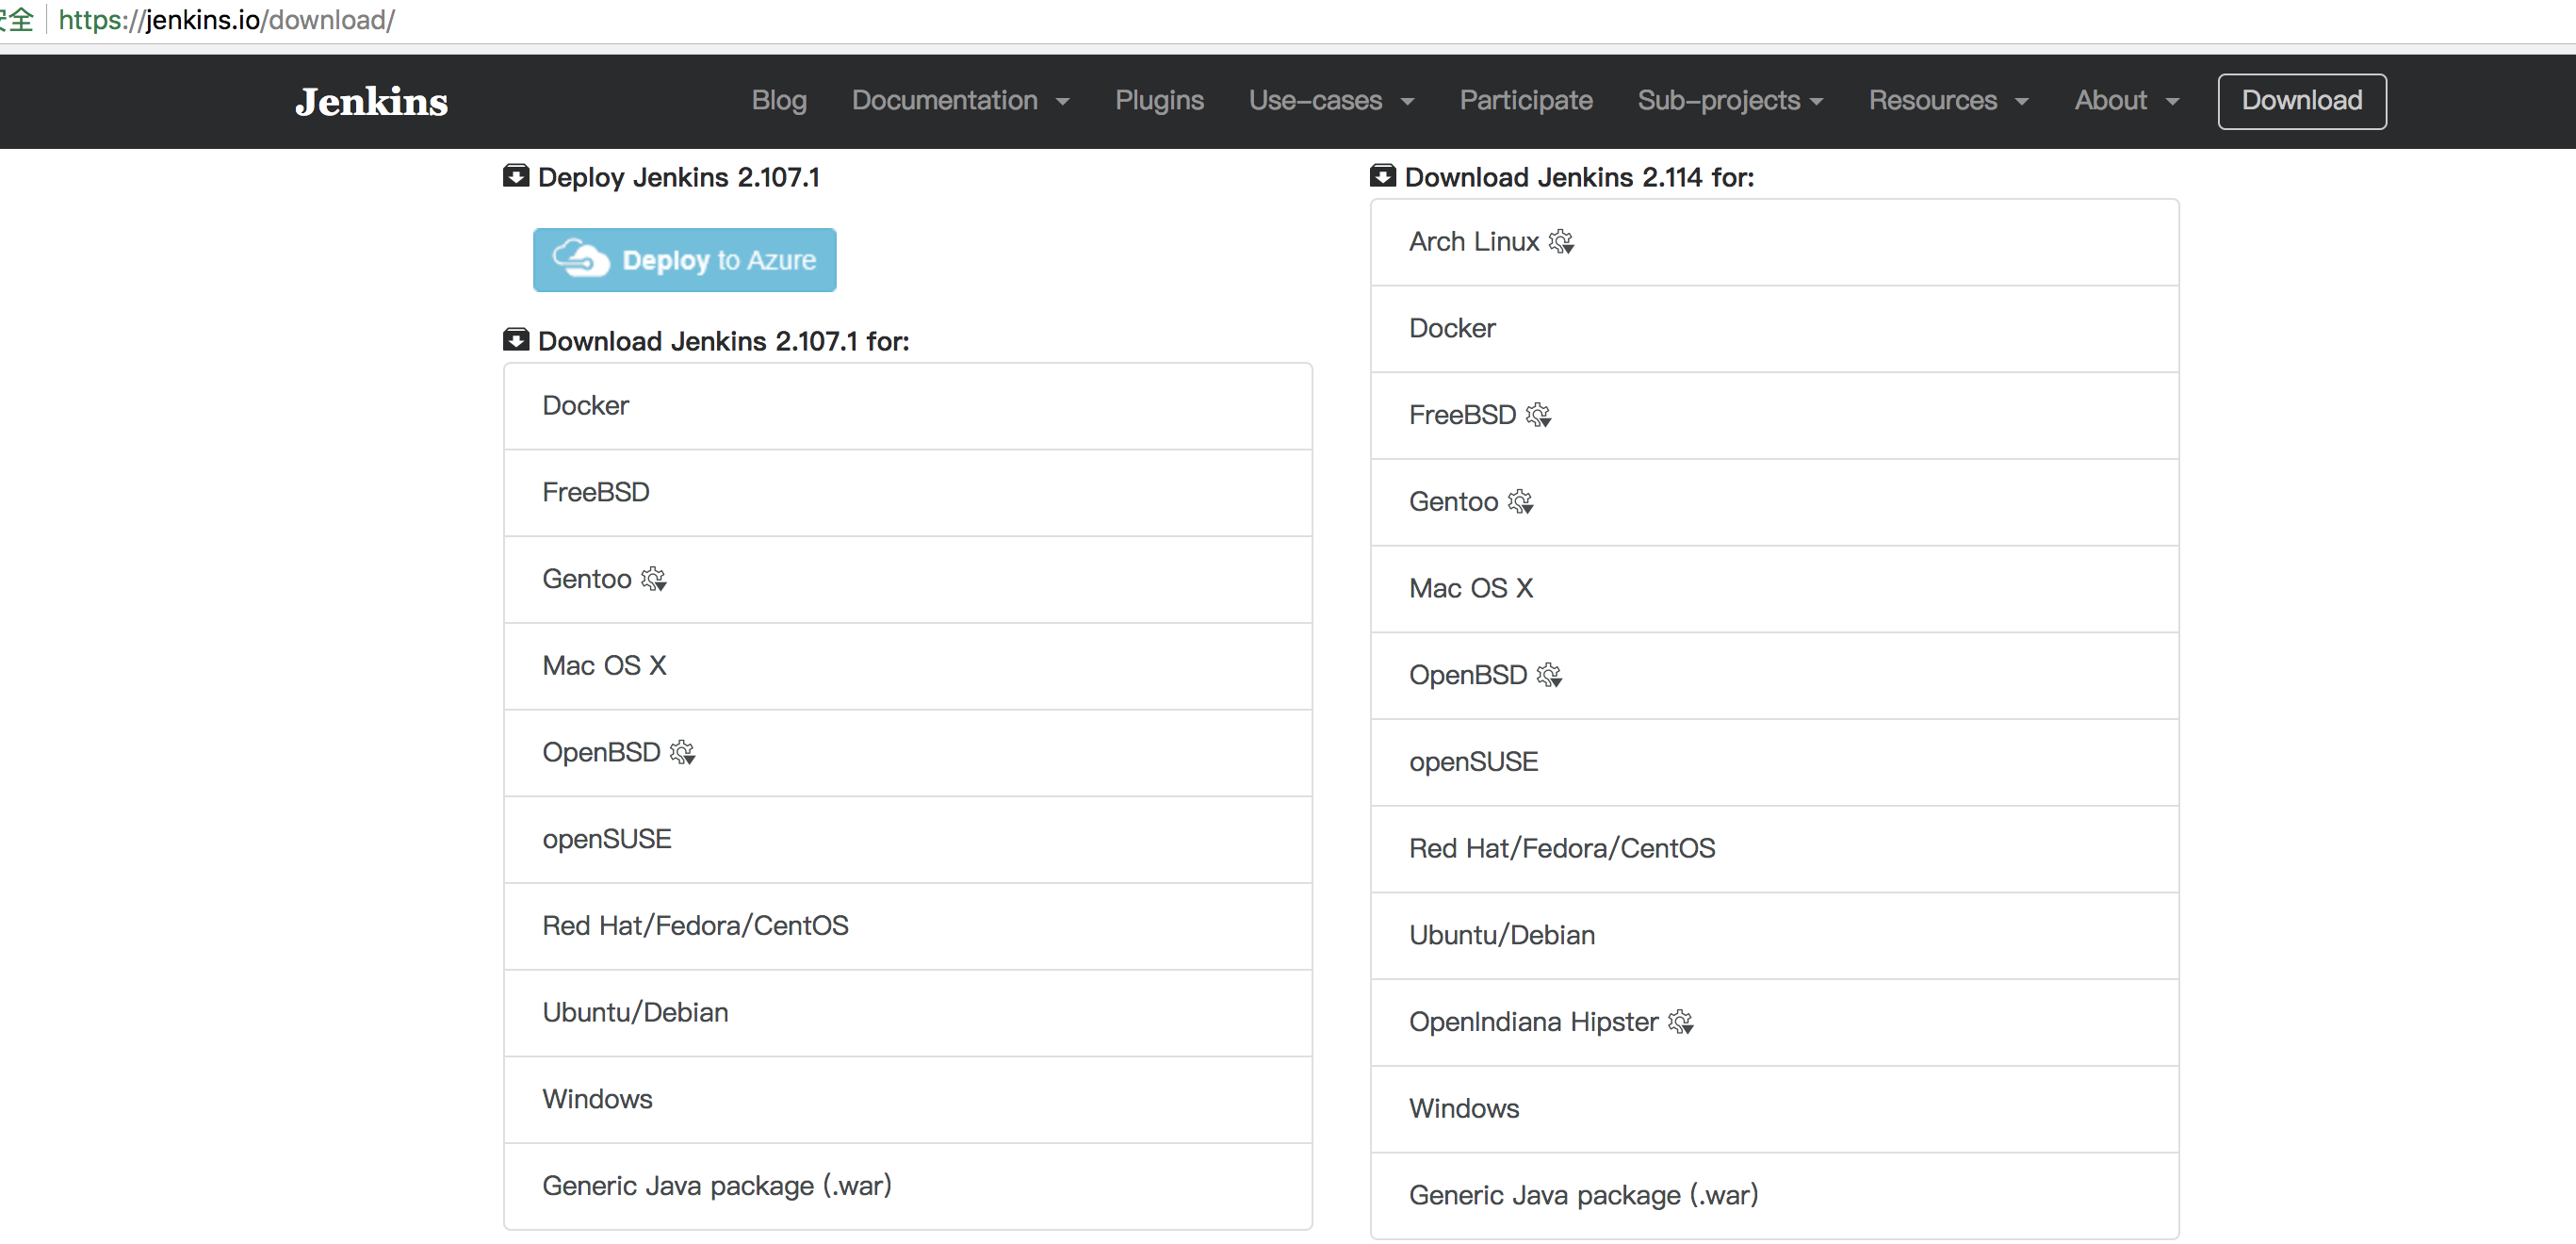 安全 https://jenkins.io/download/
Jenkins Blog Documentation Plugins Use-cases Participate Sub-projects Resources About Download
Deploy Jenkins 2.107.1
Deploy to Azure
Download Jenkins 2.107.1 for:
Docker
FreeBSD
Gentoo
Mac OS X
OpenBSD
openSUSE
Red Hat/Fedora/CentOS
Ubuntu/Debian
Windows
Generic Java package (.war)
Download Jenkins 2.114 for:
Arch Linux
Docker
FreeBSD
Gentoo
Mac OS X
OpenBSD
openSUSE
Red Hat/Fedora/CentOS
Ubuntu/Debian
OpenIndiana Hipster
Windows
Generic Java package (.war)